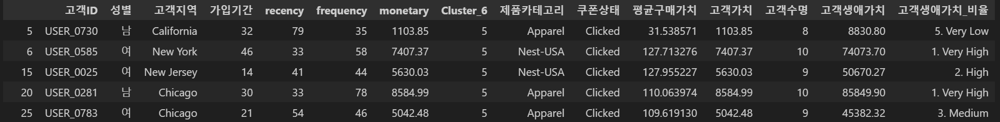 고객ID 성별 고객지역 가입기간 recency frequency monetary Cluster_6 제품카테고리 쿠폰상태 평균구매가치 고객가치 고객수명 고객생애가치 고객생애가치_비율
5 USER_0730 남 California 32 79 35 1103.85 5 Apparel Clicked 31.538571 1103.85 8 8830.80 5. Very Low
6 USER_0585 여 New York 46 33 58 7407.37 5 Nest-USA Clicked 127.713276 7407.37 10 74073.70 1. Very High
15 USER_0025 여 New Jersey 14 41 44 5630.03 5 Nest-USA Clicked 127.955227 5630.03 9 50670.27 2. High
20 USER_0281 남 Chicago 30 33 78 8584.99 5 Apparel Clicked 110.063974 8584.99 10 85849.90 1. Very High
25 USER_0783 여 Chicago 21 54 46 5042.48 5 Apparel Clicked 109.619130 5042.48 9 45382.32 3. Medium